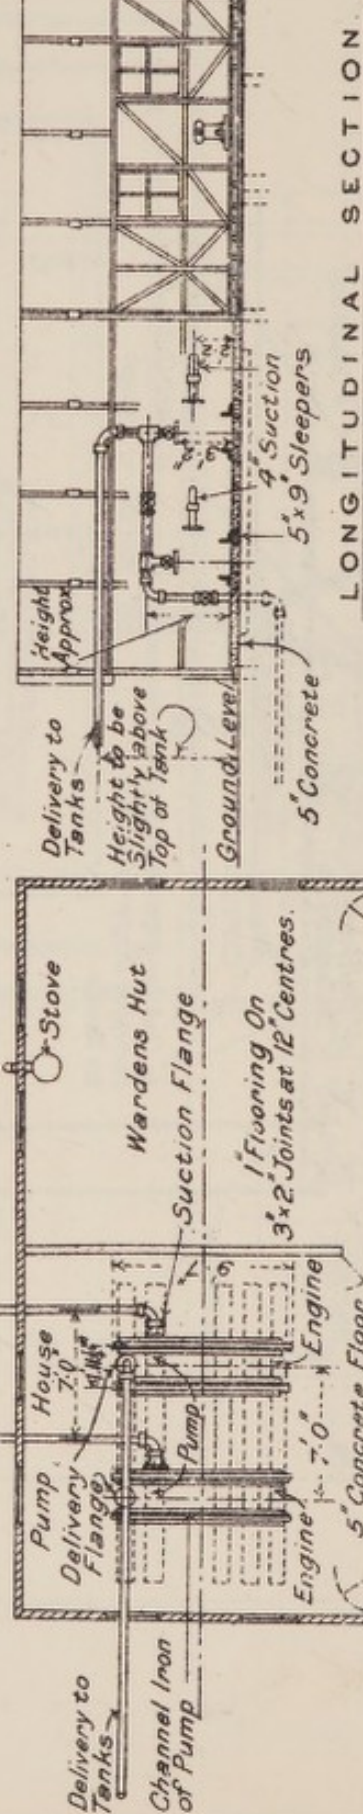 Delivery to
Tanks
Height
Approx
Height to be
Slightly above
Top of Tank
Ground Level
4" Suction
5"x9" Sleepers
5" Concrete
LONGITUDINAL SECTION
Stove
Wardens Hut
Suction Flange
1" Flooring On
3"x2" Joints at 12" Centres.
Pump House
7'.0"
Delivery
Flange
Pump
Engine
Engine
7'.0"
5" Concrete Floor
Delivery to
Tanks
Channel Iron
of Pump